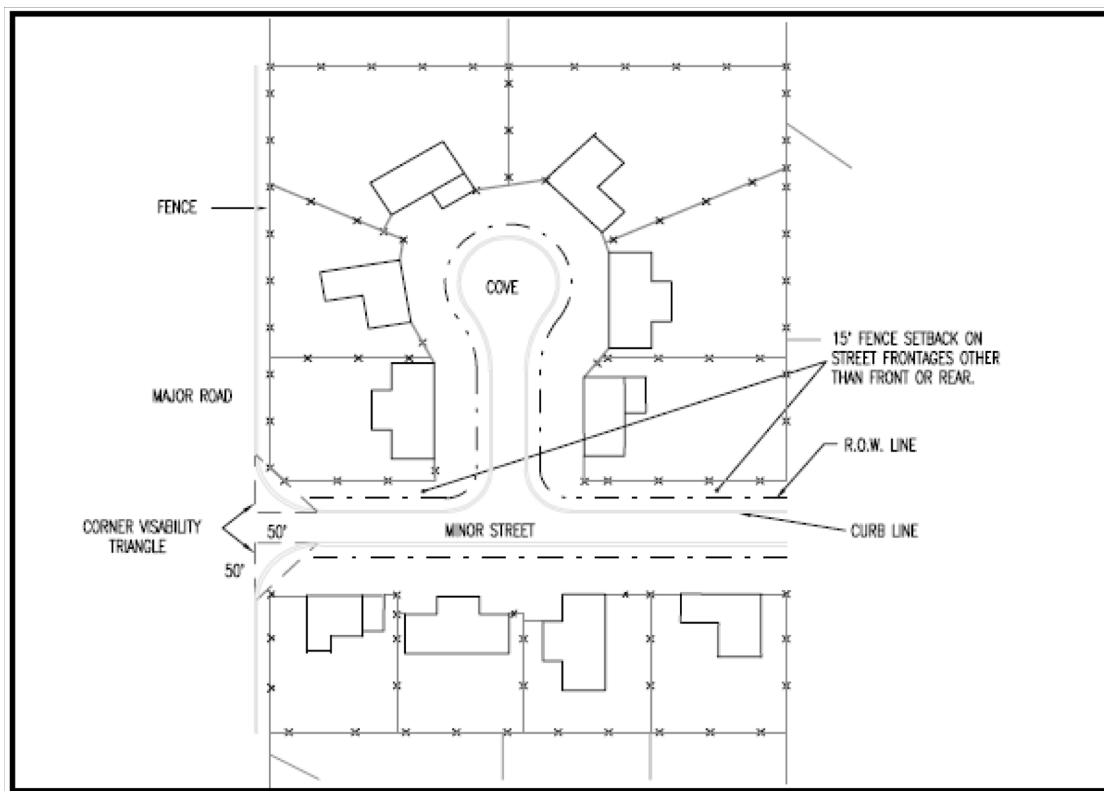 FENCE
COVE
15' FENCE SETBACK ON
STREET FRONTAGES OTHER
THAN FRONT OR REAR.
MAJOR ROAD
R.O.W. LINE
CORNER VISABILITY
TRIANGLE
50'
MINOR STREET
CURB LINE
50'